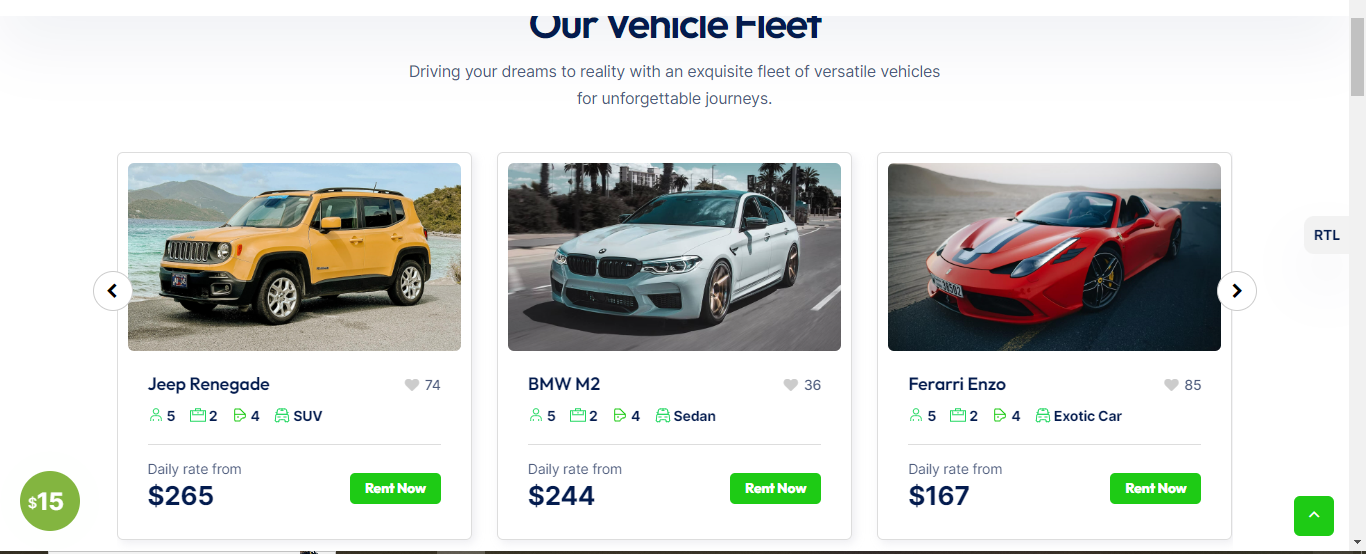 Our Vehicle Fleet
Driving your dreams to reality with an exquisite fleet of versatile vehicles
for unforgettable journeys.
RTL
Jeep Renegade 74
5 2 4 SUV
Daily rate from
$265 Rent Now
BMW M2 36
5 2 4 Sedan
Daily rate from
$244 Rent Now
Ferarri Enzo 85
5 2 4 Exotic Car
Daily rate from
$167 Rent Now
$15